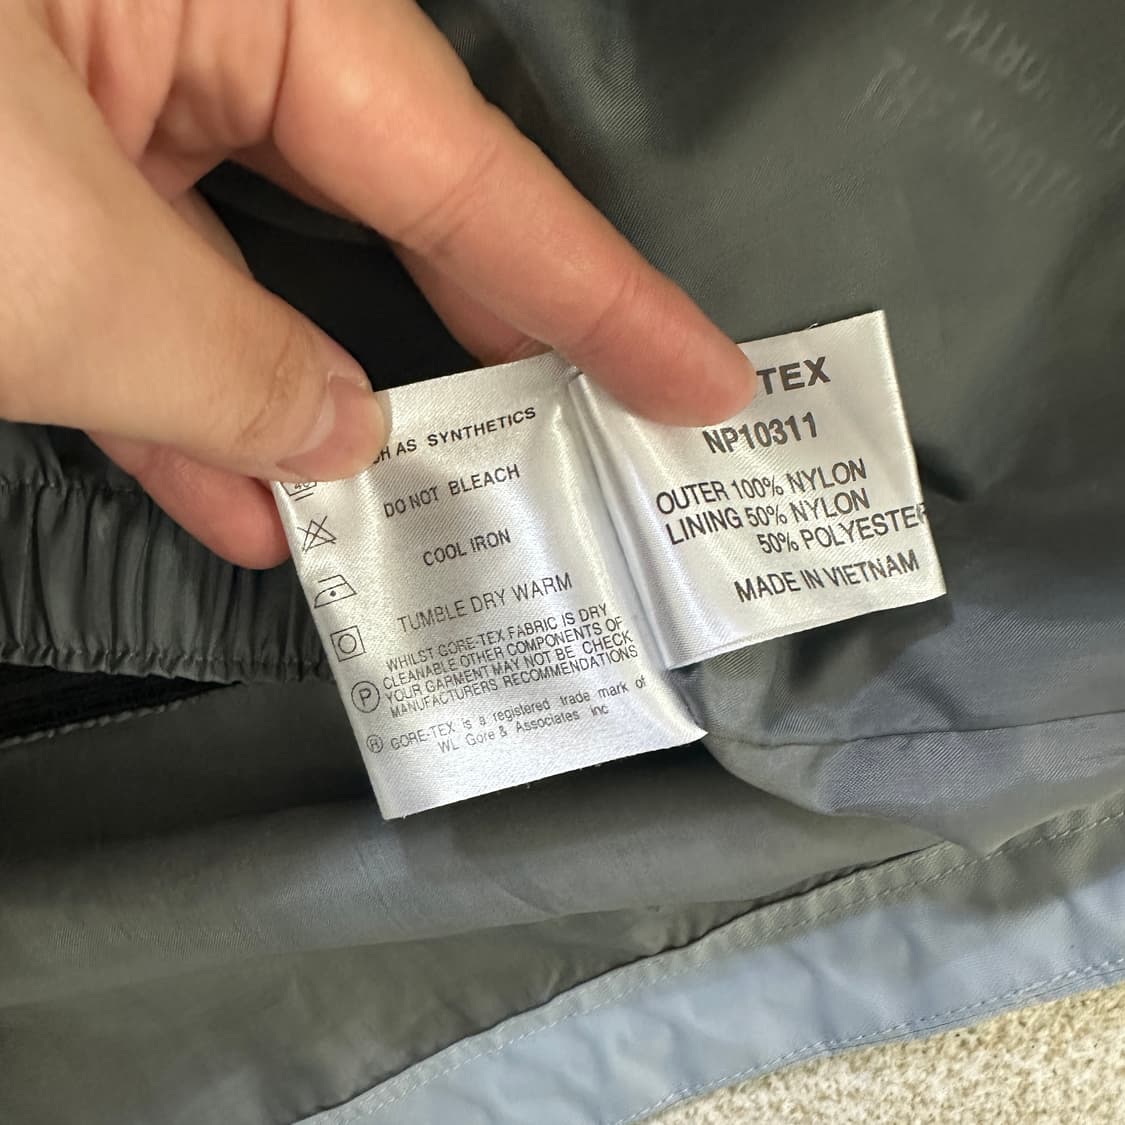 AS SYNTHETICS
DO NOT BLEACH
COOL IRON
TUMBLE DRY WARM
P
WHILST GORE-TEX FABRIC IS DRY
CLEANABLE OTHER COMPONENTS OF
YOUR GARMENT MAY NOT BE CHECK
MANUFACTURERS RECOMMENDATIONS
® GORE-TEX is a registered trade mark of
WL Gore & Associates Inc
TEX
NP10311
OUTER 100% NYLON
LINING 50% NYLON
50% POLYESTER
MADE IN VIETNAM